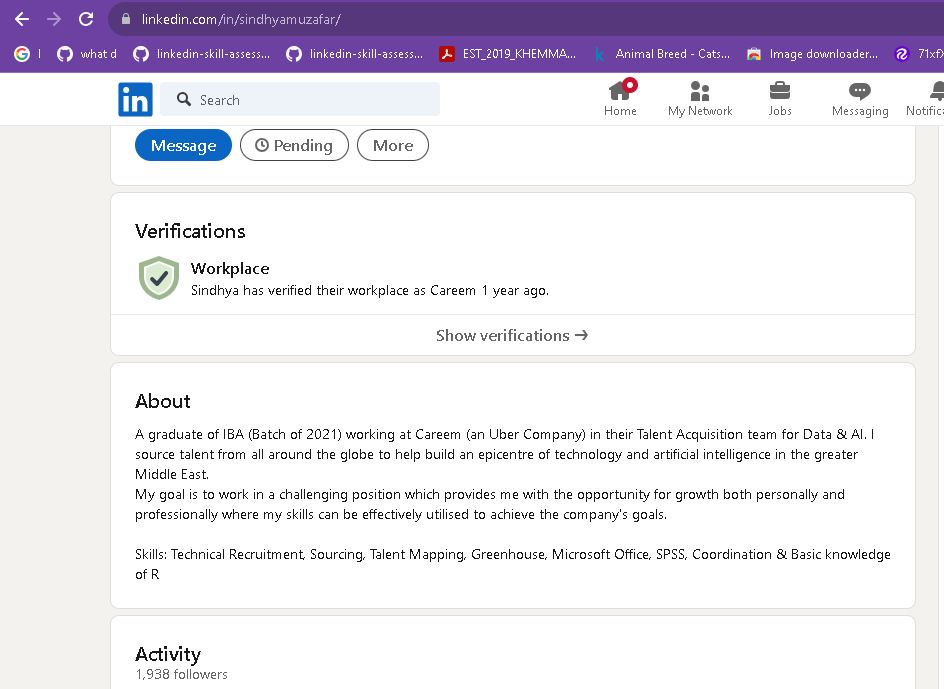 linkedin.com/in/sindhyamuzafar/
G I what d linkedin-skill-assess... linkedin-skill-assess... EST_2019_KHEMMA... k Animal Breed - Cats... Image downloader...
in Search Home My Network Jobs Messaging Notifica
Message Pending More
Verifications
Workplace
Sindhya has verified their workplace as Careem 1 year ago.
Show verifications →
About
A graduate of IBA (Batch of 2021) working at Careem (an Uber Company) in their Talent Acquisition team for Data & AI. I
source talent from all around the globe to help build an epicentre of technology and artificial intelligence in the greater
Middle East.
My goal is to work in a challenging position which provides me with the opportunity for growth both personally and
professionally where my skills can be effectively utilised to achieve the company's goals.
Skills: Technical Recruitment, Sourcing, Talent Mapping, Greenhouse, Microsoft Office, SPSS, Coordination & Basic knowledge
of R
Activity
1,938 followers